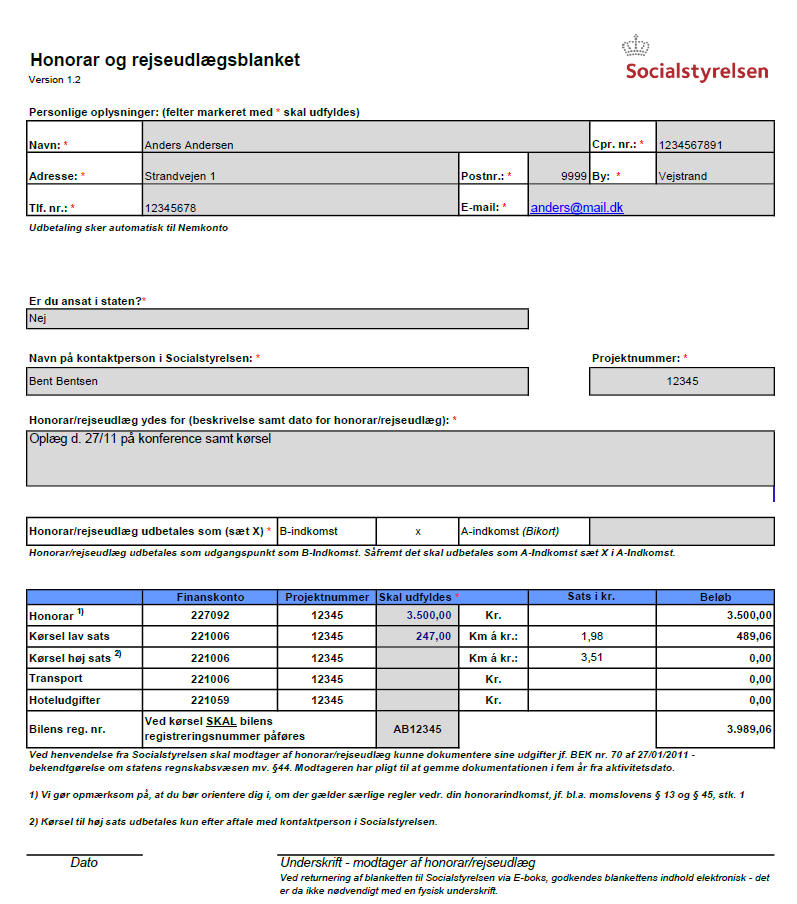 Honorar og rejseudlægsblanket
Version 1.2
Socialstyrelsen
Personlige oplysninger: (felter markeret med * skal udfyldes)
Navn: * Anders Andersen Cpr. nr.: * 1234567891
Adresse: * Strandvejen 1 Postnr.: * 9999 By: * Vejstrand
Tlf. nr.: * 12345678 E-mail: * anders@mail.dk
Udbetaling sker automatisk til Nemkonto
Er du ansat i staten?*
Nej
Navn på kontaktperson i Socialstyrelsen: * Projektnummer: *
Bent Bentsen 12345
Honorar/rejseudlæg ydes for (beskrivelse samt dato for honorar/rejseudlæg): *
Oplæg d. 27/11 på konference samt kørsel
Honorar/rejseudlæg udbetales som (sæt X) * B-indkomst x A-indkomst (Bikort)
Honorar/rejseudlæg udbetales som udgangspunkt som B-Indkomst. Såfremt det skal udbetales som A-Indkomst sæt X i A-Indkomst.
Finanskonto Projektnummer Skal udfyldes * Sats i kr. Beløb
Honorar 1) 227092 12345 3.500,00 Kr. 3.500,00
Kørsel lav sats 221006 12345 247,00 Km á kr.: 1,98 489,06
Kørsel høj sats 2) 221006 12345 Km á kr.: 3,51 0,00
Transport 221006 12345 Kr. 0,00
Hoteludgifter 221059 12345 Kr. 0,00
Bilens reg. nr. Ved kørsel SKAL bilens
registreringsnummer påføres AB12345 3.989,06
Ved henvendelse fra Socialstyrelsen skal modtager af honorar/rejseudlæg kunne dokumentere sine udgifter jf. BEK nr. 70 af 27/01/2011 -
bekendtgørelse om statens regnskabsvæsen mv. §44. Modtageren har pligt til at gemme dokumentationen i fem år fra aktivitetsdato.
1) Vi gør opmærksom på, at du bør orientere dig i, om der gælder særlige regler vedr. din honorarindkomst, jf. bl.a. momslovens § 13 og § 45, stk. 1
2) Kørsel til høj sats udbetales kun efter aftale med kontaktperson i Socialstyrelsen.
Dato Underskrift - modtager af honorar/rejseudlæg
Ved returnering af blanketten til Socialstyrelsen via E-boks, godkendes blankettens indhold elektronisk - det
er da ikke nødvendigt med en fysisk underskrift.